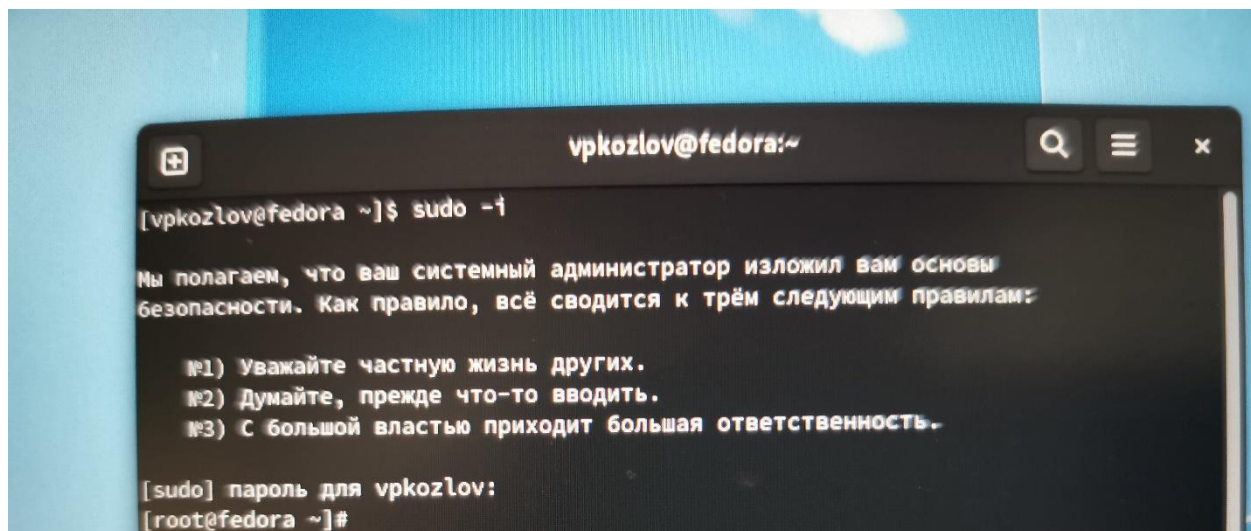 vpkozlov@fedora:~
[vpkozlov@fedora ~]$ sudo -i
Мы полагаем, что ваш системный администратор изложил вам основы
безопасности. Как правило, всё сводится к трём следующим правилам:
№1) Уважайте частную жизнь других.
№2) Думайте, прежде что-то вводить.
№3) С большой властью приходит большая ответственность.
[sudo] пароль для vpkozlov:
[root@fedora ~]#